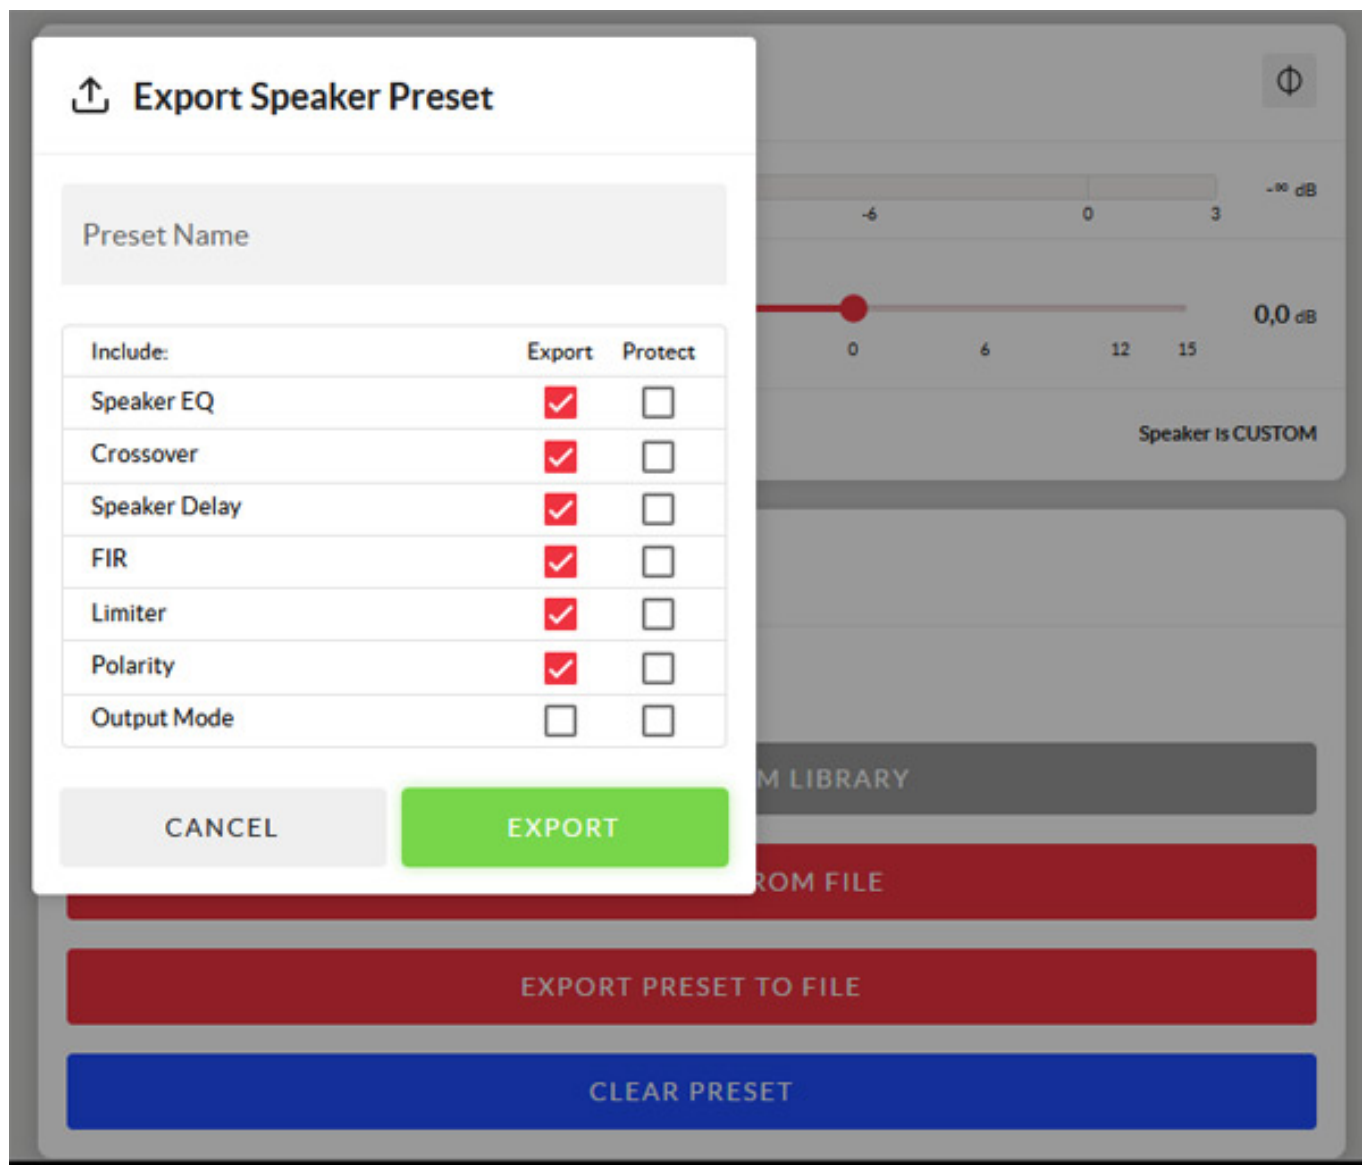 Export Speaker Preset
Preset Name
Include: Export Protect
Speaker EQ
Crossover
Speaker Delay
FIR
Limiter
Polarity
Output Mode
CANCEL EXPORT
-∞ dB
-6 0 3
0,0 dB
0 6 12 15
Speaker is CUSTOM
M LIBRARY
ROM FILE
EXPORT PRESET TO FILE
CLEAR PRESET